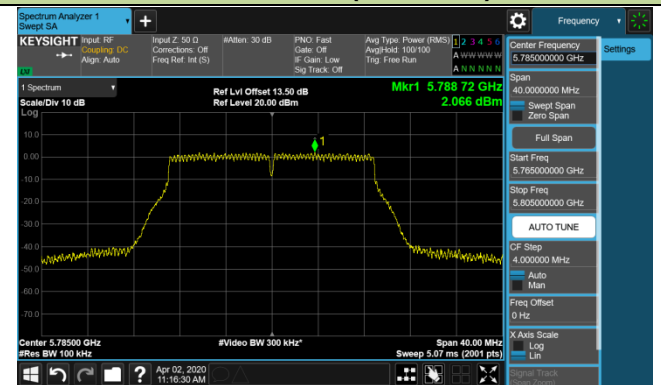 Spectrum Analyzer 1
Swept SA
Frequency
KEYSIGHT
Input: RF
Coupling: DC
Align: Auto
Input Z: 50 Ω
Corrections: Off
Freq Ref: Int (S)
#Atten: 30 dB
PNO: Fast
Gate: Off
IF Gain: Low
Sig Track: Off
Avg Type: Power (RMS)
Avg|Hold: 100/100
Trig: Free Run
1 2 3 4 5 6
A W W W W W
A N N N N N
LXI
Center Frequency
5.785000000 GHz
Settings
Span
40.0000000 MHz
Swept Span
Zero Span
Full Span
Start Freq
5.765000000 GHz
Stop Freq
5.805000000 GHz
AUTO TUNE
CF Step
4.000000 MHz
Auto
Man
Freq Offset
0 Hz
X Axis Scale
Log
Lin
Signal Track
(Span Zoom)
1 Spectrum
Scale/Div 10 dB
Log
Ref Lvl Offset 13.50 dB
Ref Level 20.00 dBm
Mkr1 5.788 72 GHz
2.066 dBm
1
10.0
0.00
-10.0
-20.0
-30.0
-40.0
-50.0
-60.0
-70.0
Center 5.78500 GHz
#Res BW 100 kHz
#Video BW 300 kHz*
Span 40.00 MHz
Sweep 5.07 ms (2001 pts)
?
Apr 02, 2020
11:16:30 AM